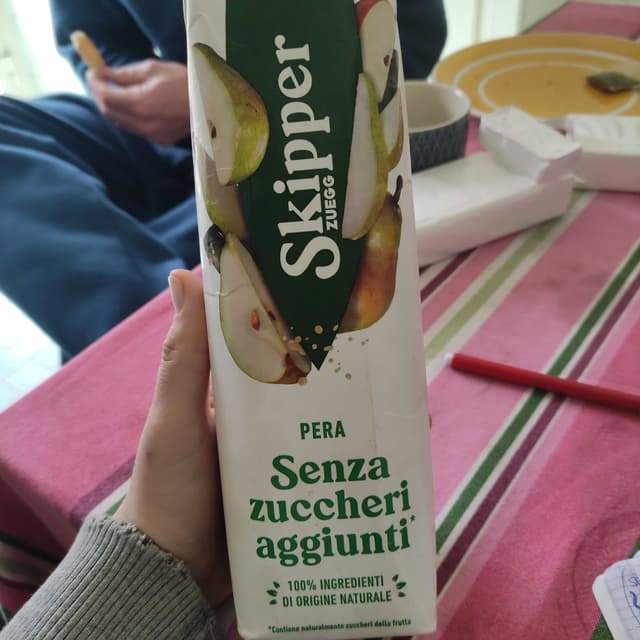 Skipper
ZUEGG
PERA
Senza
zuccheri
aggiunti*
100% INGREDIENTI
DI ORIGINE NATURALE
*Contiene naturalmente zuccheri della frutta